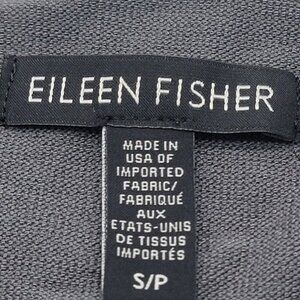 EILEEN FISHER
MADE IN
USA OF
IMPORTED
FABRIC/
FABRIQUÉ
AUX
ETATS-UNIS
DE TISSUS
IMPORTÉS
S/P